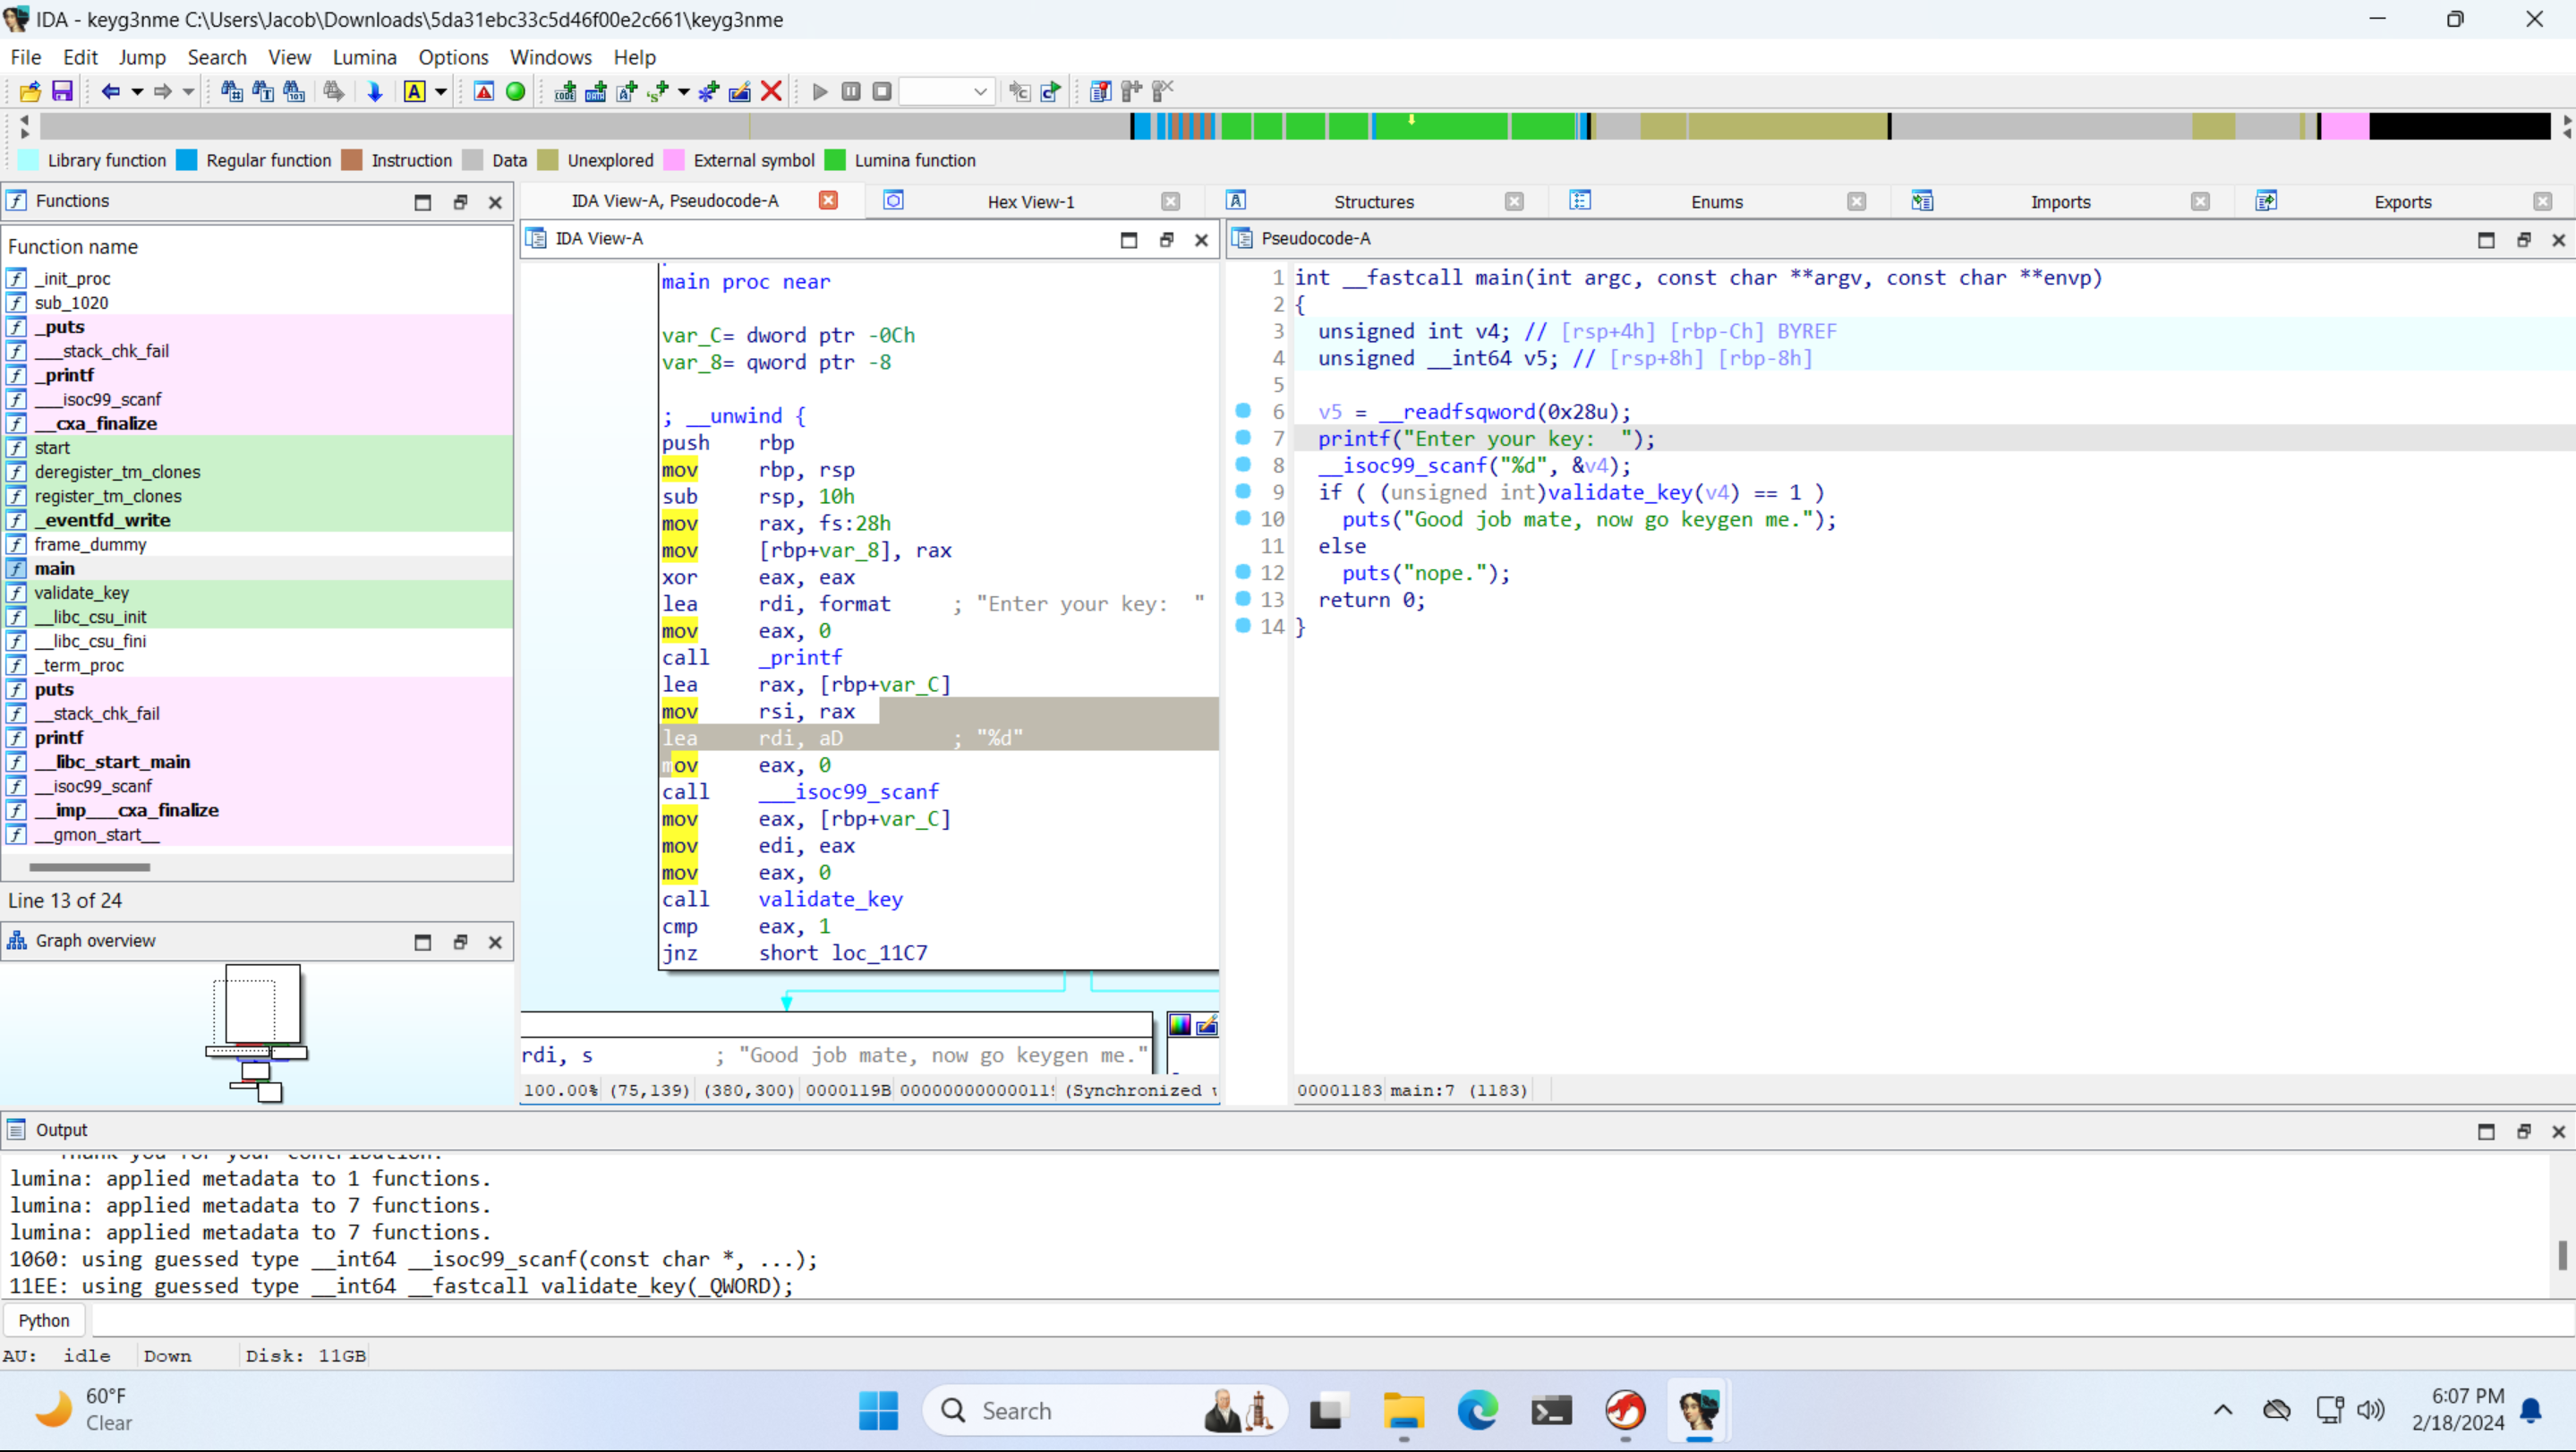 IDA - keyg3nme C:\Users\Jacob\Downloads\5da31ebc33c5d46f00e2c661\keyg3nme
File Edit Jump Search View Lumina Options Windows Help
Library function Regular function Instruction Data Unexplored External symbol Lumina function
Functions
Function name
_init_proc
sub_1020
_puts
___stack_chk_fail
_printf
___isoc99_scanf
__cxa_finalize
start
deregister_tm_clones
register_tm_clones
_eventfd_write
frame_dummy
main
validate_key
__libc_csu_init
__libc_csu_fini
_term_proc
puts
__stack_chk_fail
printf
__libc_start_main
__isoc99_scanf
__imp___cxa_finalize
__gmon_start__
Line 13 of 24
Graph overview
IDA View-A, Pseudocode-A Hex View-1 Structures Enums Imports Exports
IDA View-A
main proc near
var_C= dword ptr -0Ch
var_8= qword ptr -8
; __unwind {
push rbp
mov rbp, rsp
sub rsp, 10h
mov rax, fs:28h
mov [rbp+var_8], rax
xor eax, eax
lea rdi, format ; "Enter your key:  "
mov eax, 0
call _printf
lea rax, [rbp+var_C]
mov rsi, rax
lea rdi, aD ; "%d"
mov eax, 0
call ___isoc99_scanf
mov eax, [rbp+var_C]
mov edi, eax
mov eax, 0
call validate_key
cmp eax, 1
jnz short loc_11C7
rdi, s ; "Good job mate, now go keygen me."
100.00% (75,139) (380,300) 0000119B (Synchronized
Pseudocode-A
1 int __fastcall main(int argc, const char **argv, const char **envp)
2 {
3 unsigned int v4; // [rsp+4h] [rbp-Ch] BYREF
4 unsigned __int64 v5; // [rsp+8h] [rbp-8h]
5
6 v5 = __readfsqword(0x28u);
7 printf("Enter your key:  ");
8 __isoc99_scanf("%d", &v4);
9 if ( (unsigned int)validate_key(v4) == 1 )
10 puts("Good job mate, now go keygen me.");
11 else
12 puts("nope.");
13 return 0;
14 }
00001183 main:7 (1183)
Output
Thank you for your contribution.
lumina: applied metadata to 1 functions.
lumina: applied metadata to 7 functions.
lumina: applied metadata to 7 functions.
1060: using guessed type __int64 __isoc99_scanf(const char *, ...);
11EE: using guessed type __int64 __fastcall validate_key(_QWORD);
Python
AU: idle Down Disk: 11GB
60°F
Clear
Search
6:07 PM
2/18/2024